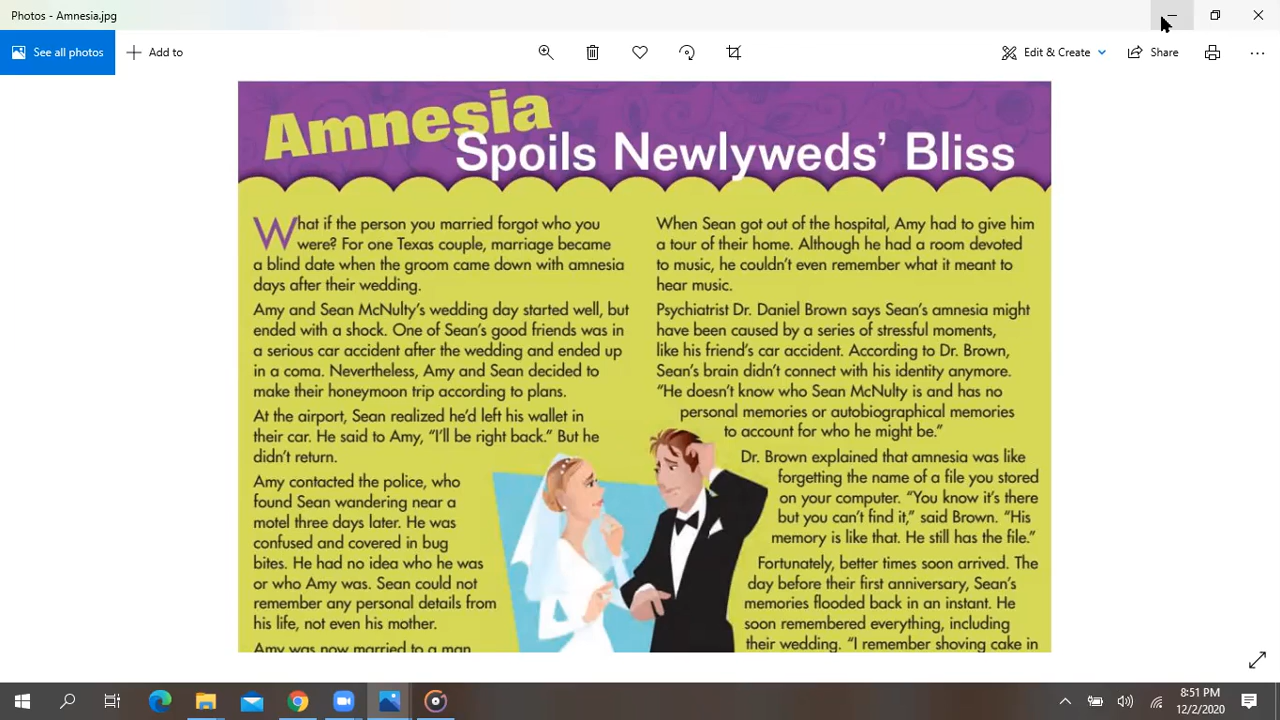 Photos - Amnesia.jpg
See all photos
Add to
Edit & Create
Share
Amnesia
Spoils Newlyweds’ Bliss
What if the person you married forgot who you
were? For one Texas couple, marriage became
a blind date when the groom came down with amnesia
days after their wedding.
Amy and Sean McNulty’s wedding day started well, but
ended with a shock. One of Sean’s good friends was in
a serious car accident after the wedding and ended up
in a coma. Nevertheless, Amy and Sean decided to
make their honeymoon trip according to plans.
At the airport, Sean realized he’d left his wallet in
their car. He said to Amy, “I’ll be right back.” But he
didn’t return.
Amy contacted the police, who
found Sean wandering near a
motel three days later. He was
confused and covered in bug
bites. He had no idea who he was
or who Amy was. Sean could not
remember any personal details from
his life, not even his mother.
Amy was now married to a man
When Sean got out of the hospital, Amy had to give him
a tour of their home. Although he had a room devoted
to music, he couldn’t even remember what it meant to
hear music.
Psychiatrist Dr. Daniel Brown says Sean’s amnesia might
have been caused by a series of stressful moments,
like his friend’s car accident. According to Dr. Brown,
Sean’s brain didn’t connect with his identity anymore.
“He doesn’t know who Sean McNulty is and has no
personal memories or autobiographical memories
to account for who he might be.”
Dr. Brown explained that amnesia was like
forgetting the name of a file you stored
on your computer. “You know it’s there
but you can’t find it,” said Brown. “His
memory is like that. He still has the file.”
Fortunately, better times soon arrived. The
day before their first anniversary, Sean’s
memories flooded back in an instant. He
soon remembered everything, including
their wedding. “I remember shoving cake in
8:51 PM
12/2/2020